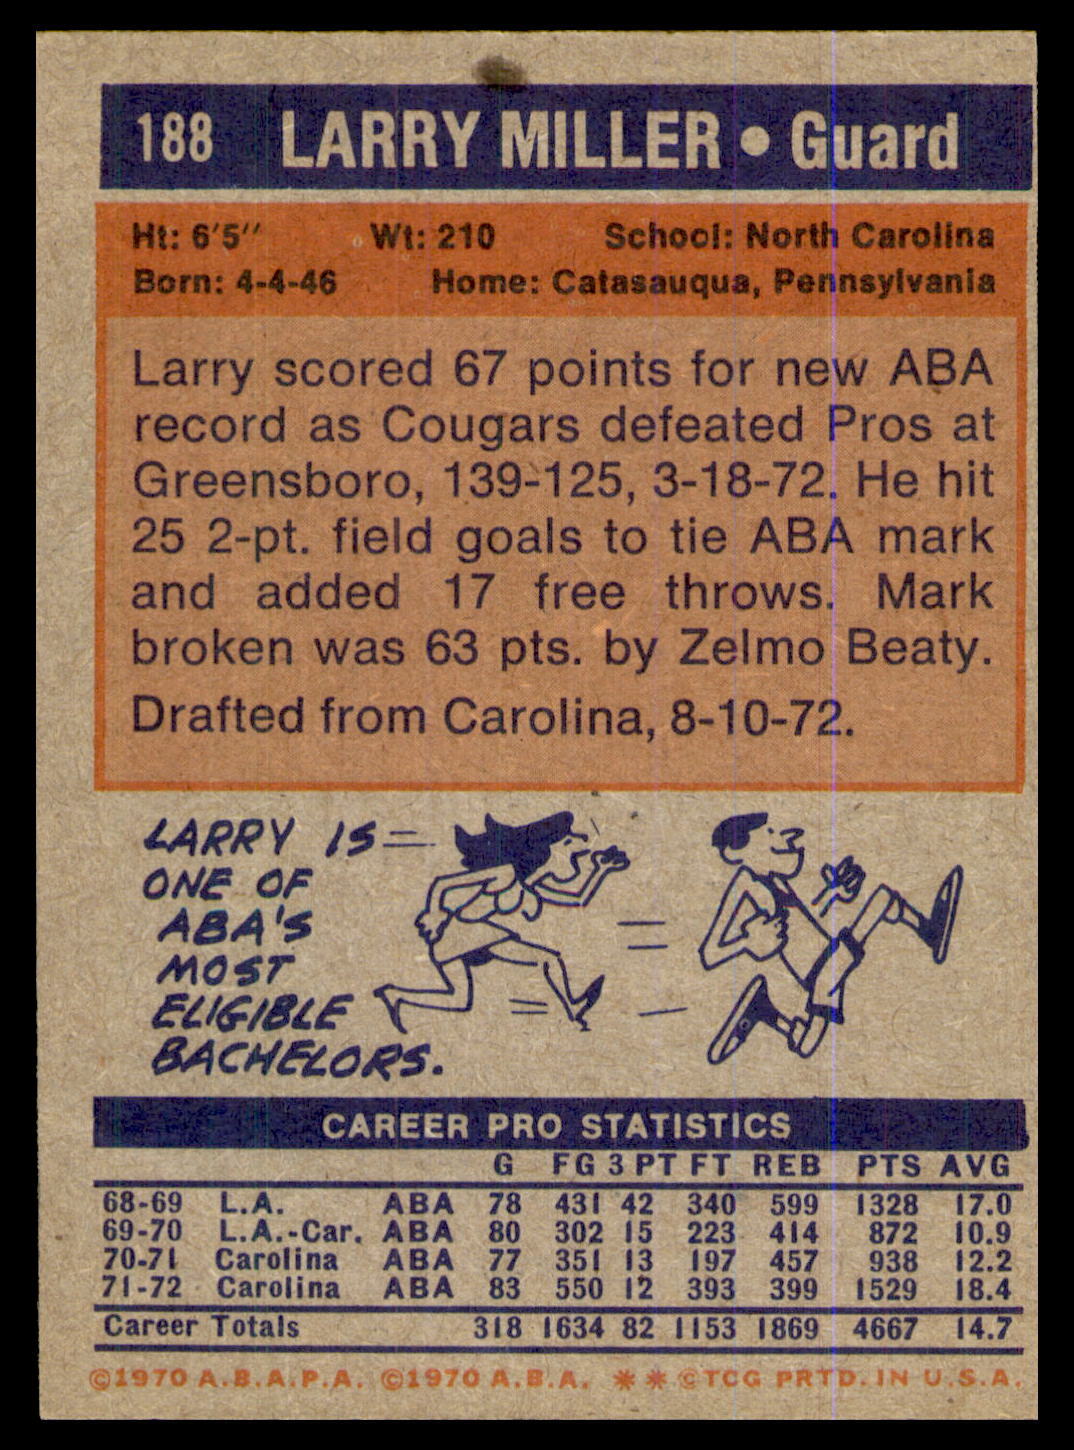 188 LARRY MILLER • Guard
Ht: 6'5" Wt: 210 School: North Carolina
Born: 4-4-46 Home: Catasauqua, Pennsylvania
Larry scored 67 points for new ABA
record as Cougars defeated Pros at
Greensboro, 139-125, 3-18-72. He hit
25 2-pt. field goals to tie ABA mark
and added 17 free throws. Mark
broken was 63 pts. by Zelmo Beaty.
Drafted from Carolina, 8-10-72.
LARRY IS
ONE OF
ABA'S
MOST
ELIGIBLE
BACHELORS.
CAREER PRO STATISTICS
G FG 3 PT FT REB PTS AVG
68-69 L.A. ABA 78 431 42 340 599 1328 17.0
69-70 L.A.-Car. ABA 80 302 15 223 414 872 10.9
70-71 Carolina ABA 77 351 13 197 457 938 12.2
71-72 Carolina ABA 83 550 12 393 399 1529 18.4
Career Totals 318 1634 82 1153 1869 4667 14.7
©1970 A.B.A.P.A. ©1970 A.B.A. ** ©TCG PRTD. IN U.S.A.